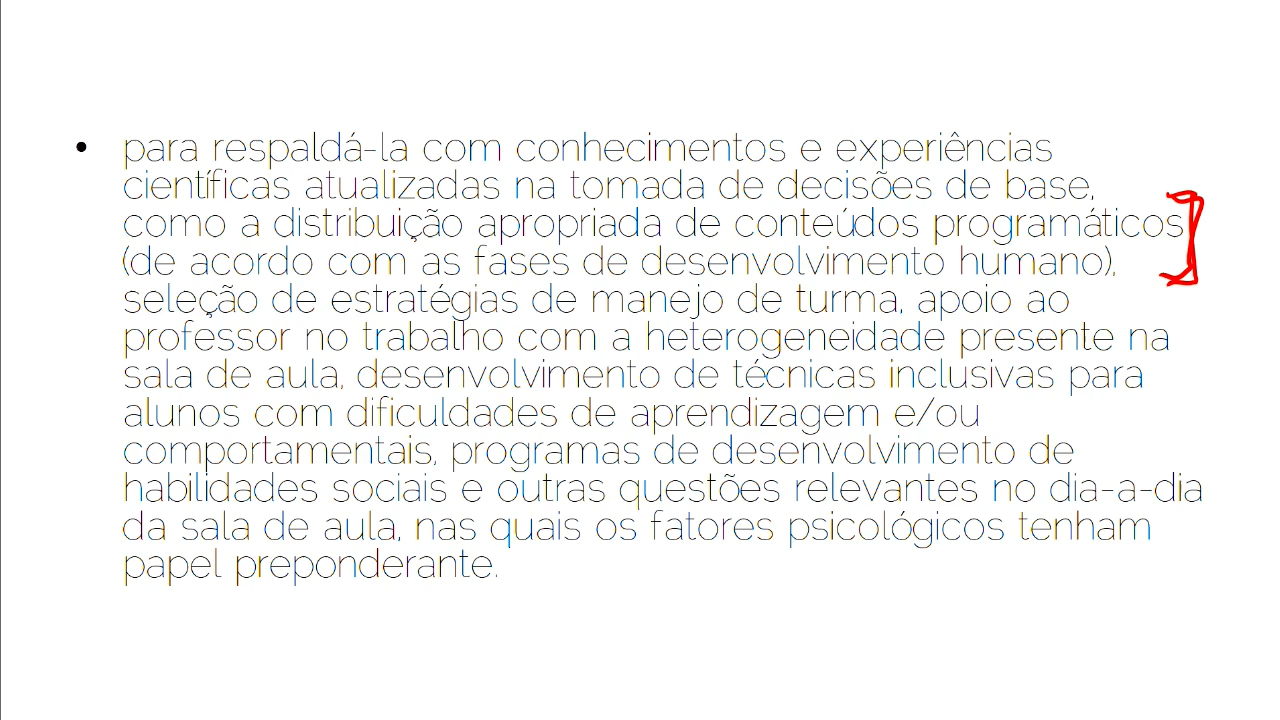 • para respaldá-la com conhecimentos e experiências
científicas atualizadas na tomada de decisões de base,
como a distribuição apropriada de conteúdos programáticos
(de acordo com as fases de desenvolvimento humano),
seleção de estratégias de manejo de turma, apoio ao
professor no trabalho com a heterogeneidade presente na
sala de aula, desenvolvimento de técnicas inclusivas para
alunos com dificuldades de aprendizagem e/ou
comportamentais, programas de desenvolvimento de
habilidades sociais e outras questões relevantes no dia-a-dia
da sala de aula, nas quais os fatores psicológicos tenham
papel preponderante.